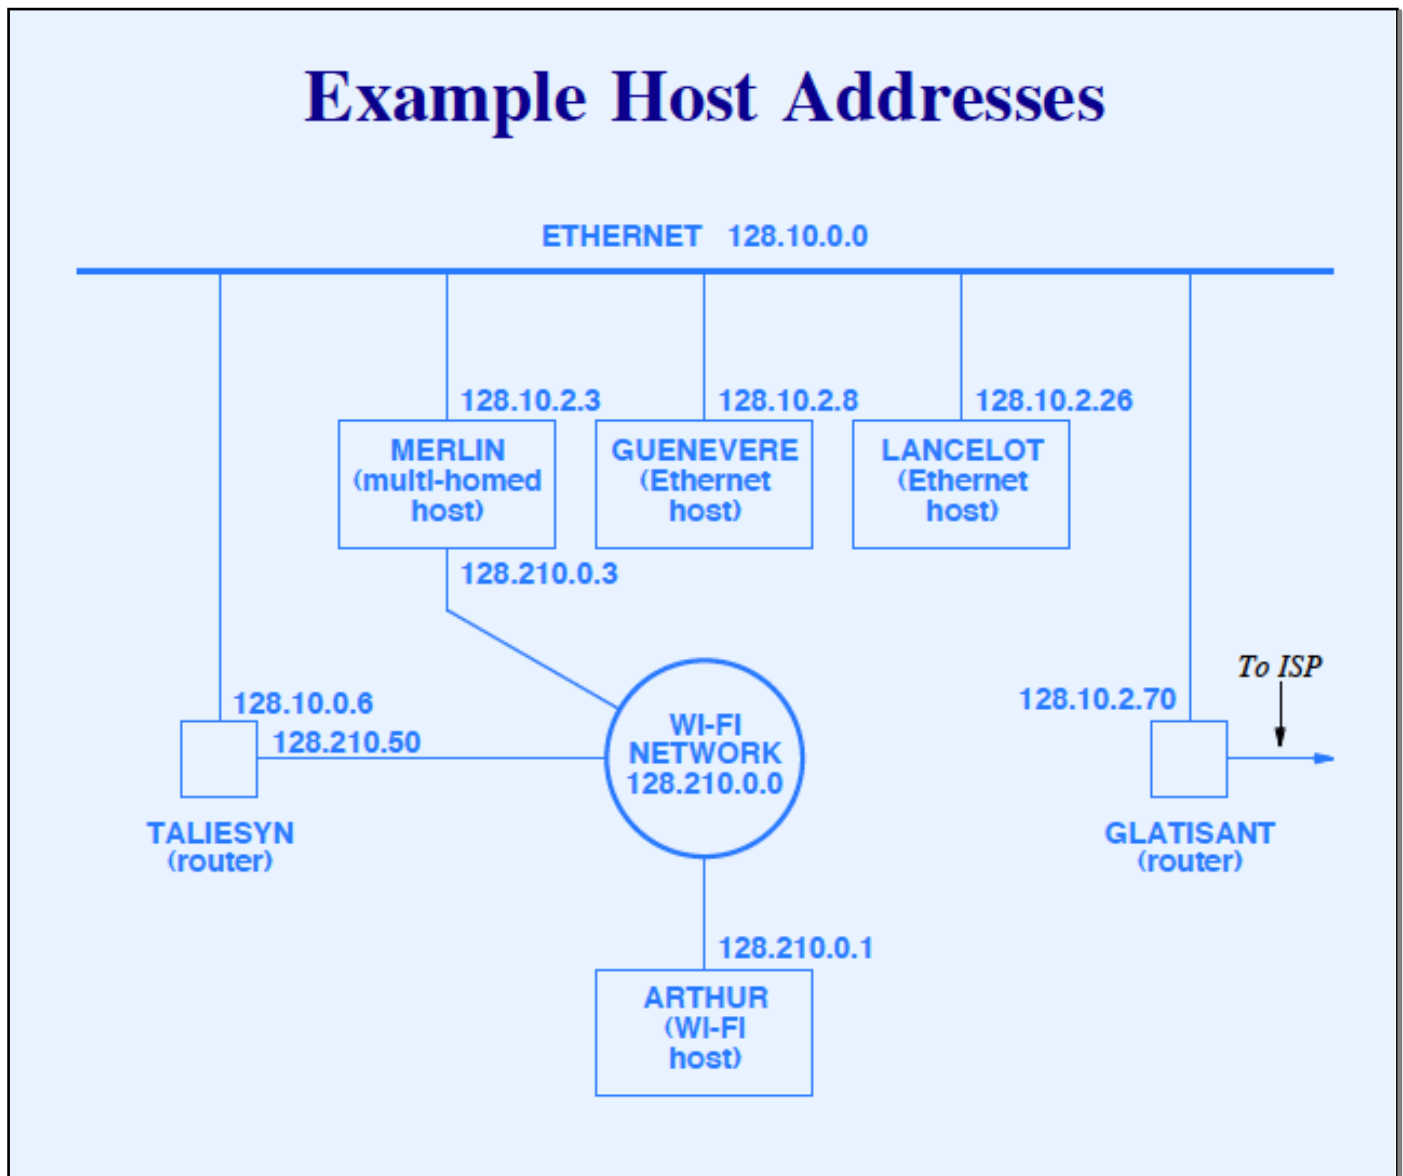 Example Host Addresses
ETHERNET 128.10.0.0
128.10.2.3
128.10.2.8
128.10.2.26
MERLIN
(multi-homed
host)
GUENEVERE
(Ethernet
host)
LANCELOT
(Ethernet
host)
128.210.0.3
To ISP
128.10.0.6
128.210.50
128.10.2.70
WI-FI
NETWORK
128.210.0.0
TALIESYN
(router)
GLATISANT
(router)
128.210.0.1
ARTHUR
(WI-FI
host)